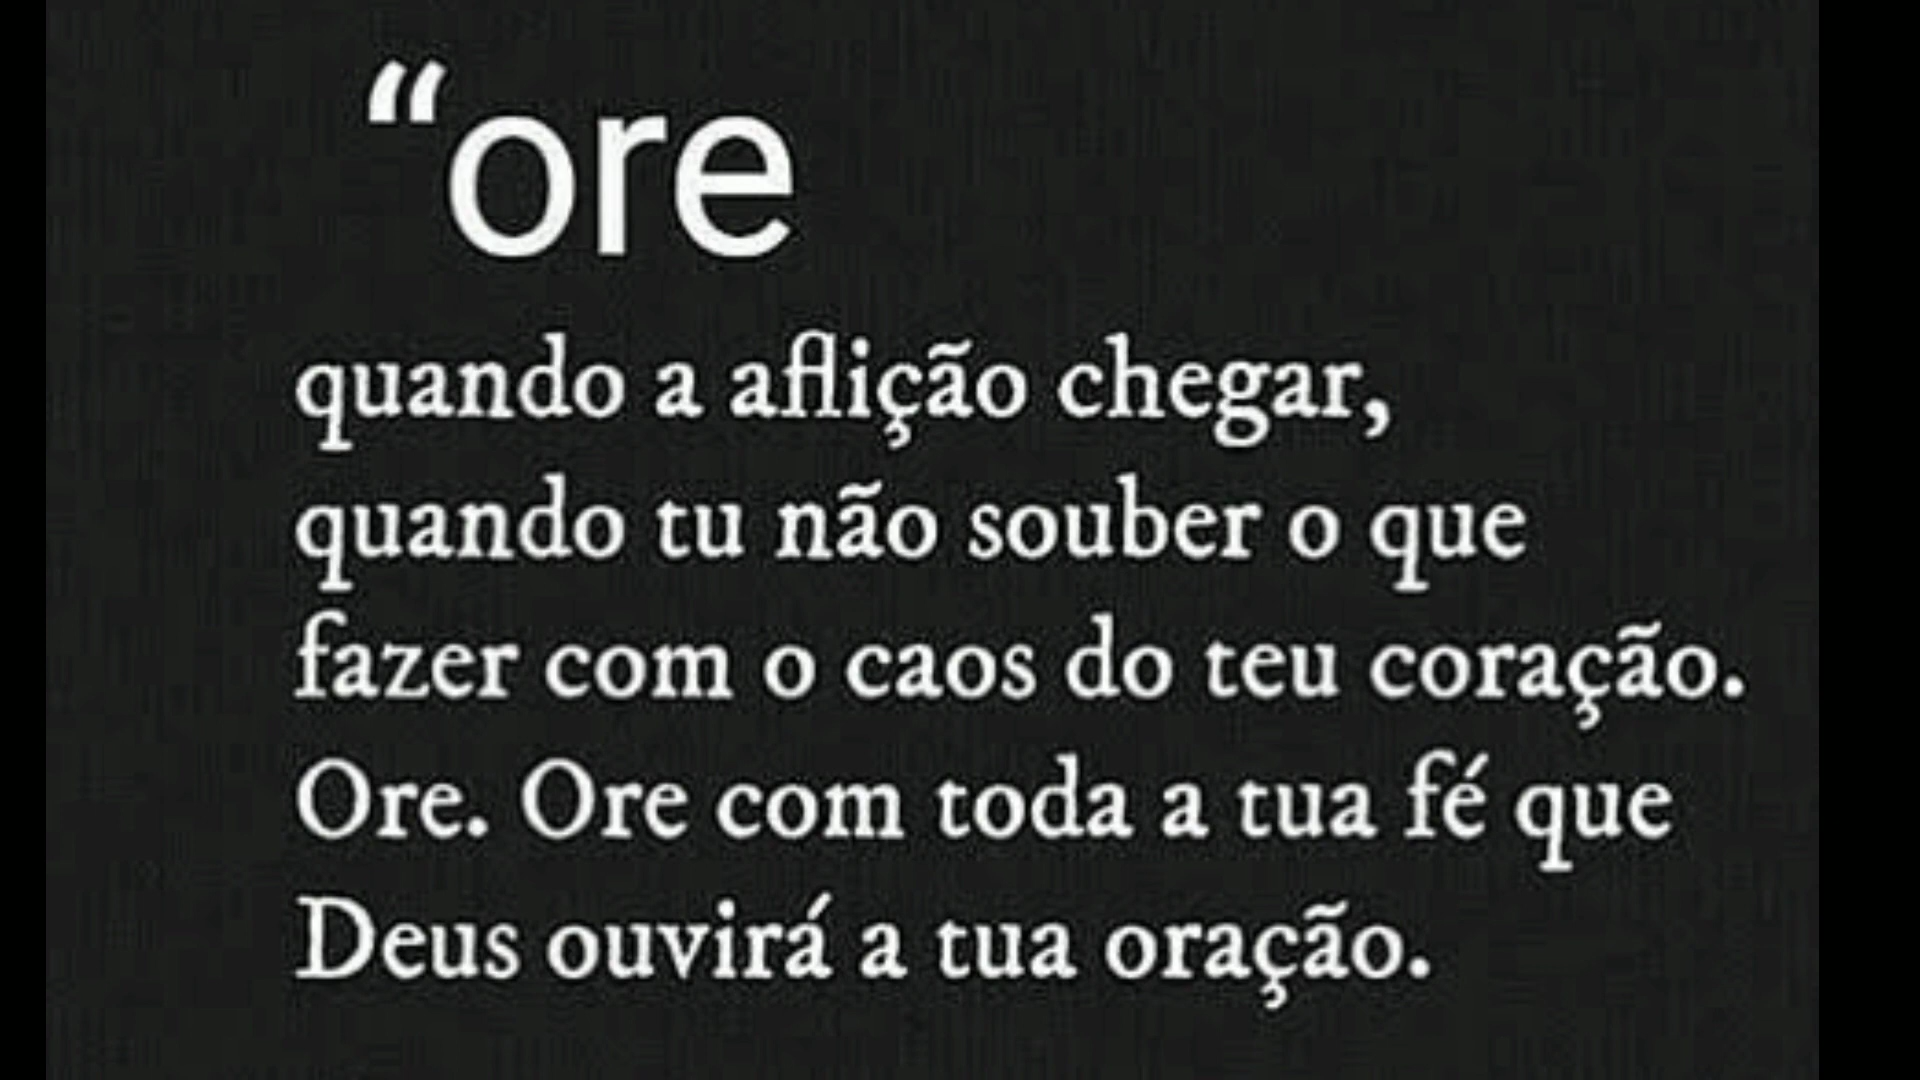 “ore
quando a aflição chegar,
quando tu não souber o que
fazer com o caos do teu coração.
Ore. Ore com toda a tua fé que
Deus ouvirá a tua oração.